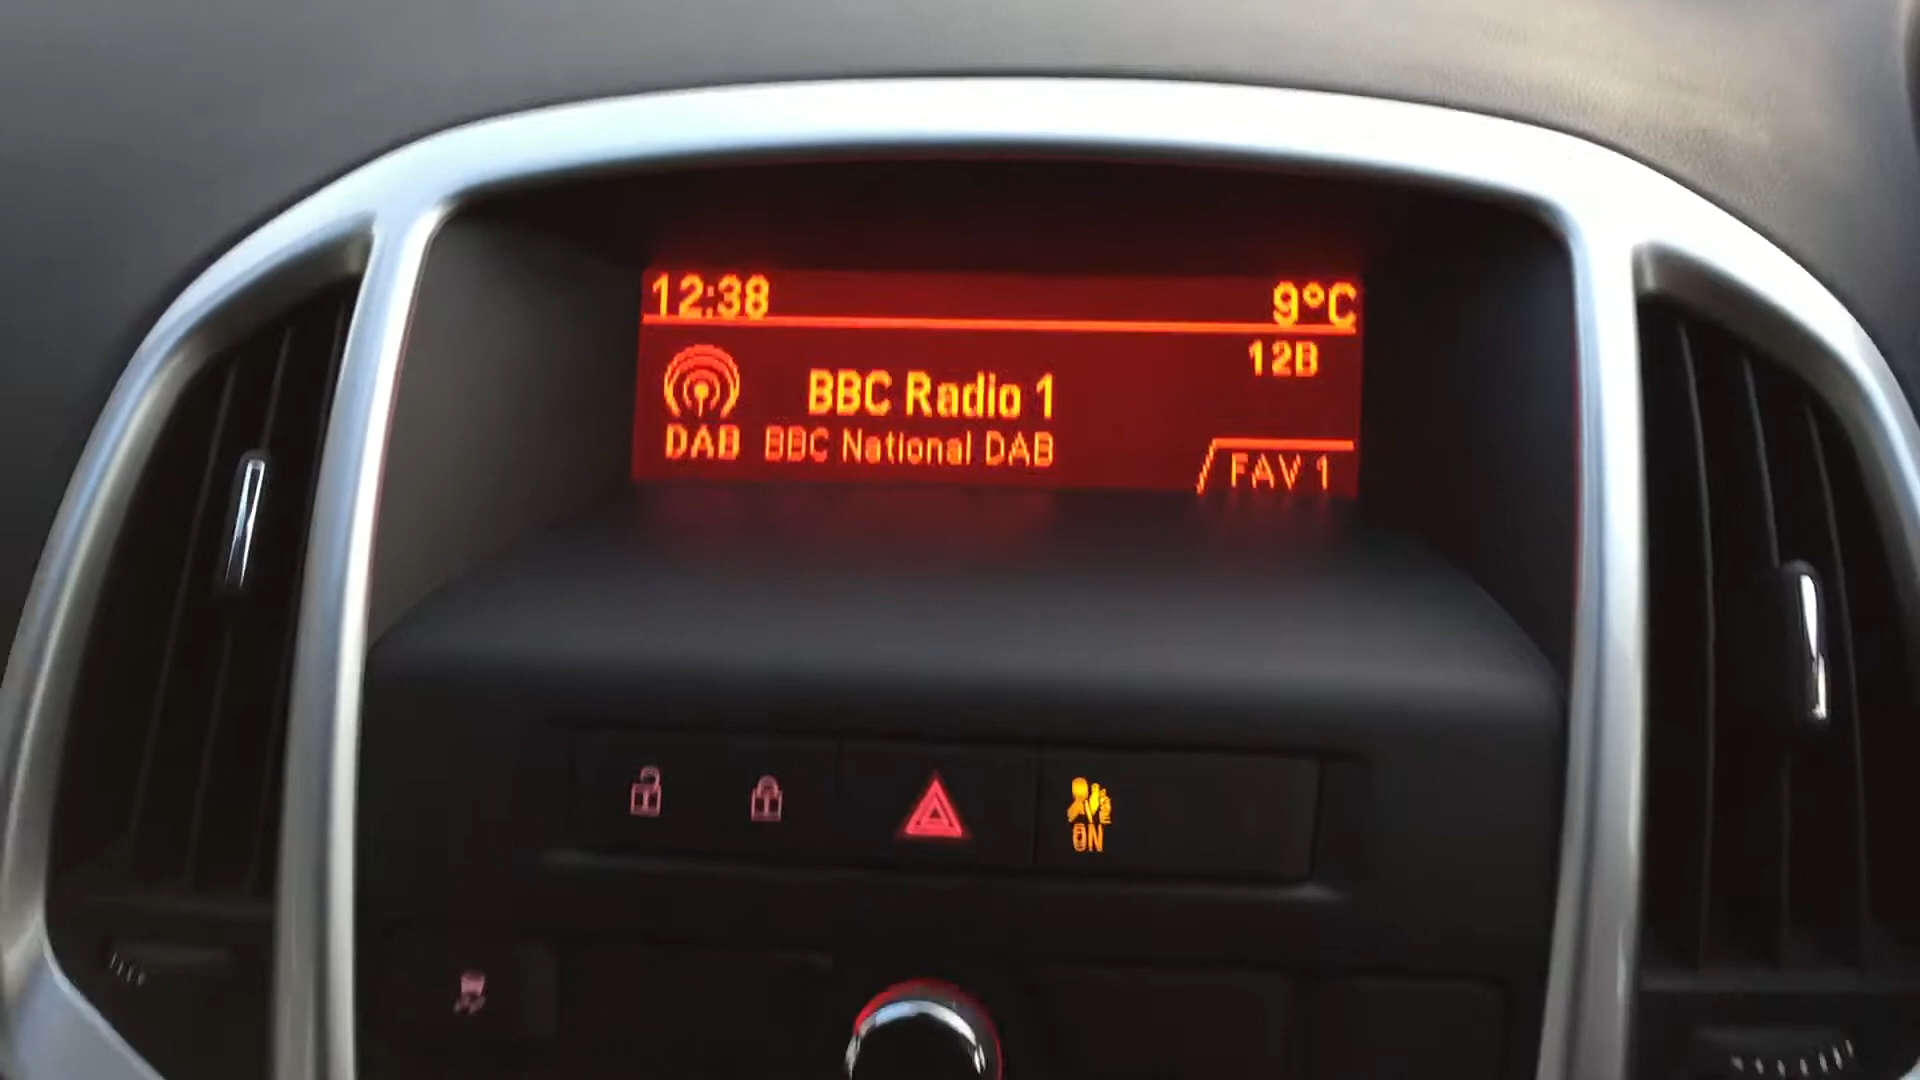 12:38 9°C
12B
BBC Radio 1
DAB BBC National DAB
FAV 1
ON